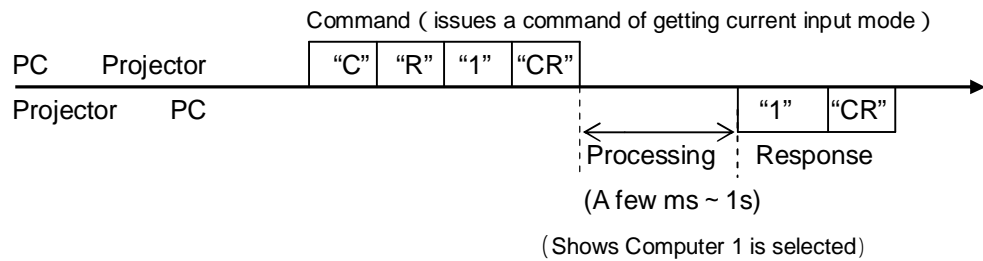 Command ( issues a command of getting current input mode )
PC Projector “C” “R” “1” “CR”
Projector PC “1” “CR”
Processing Response
(A few ms ~ 1s)
(Shows Computer 1 is selected)